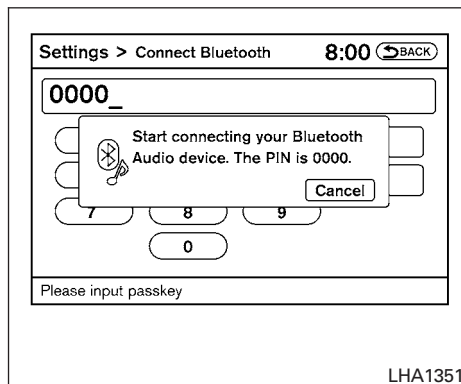 Settings > Connect Bluetooth 8:00 BACK
0000_
Start connecting your Bluetooth
Audio device. The PIN is 0000.
Cancel
7 8 9
0
Please input passkey
LHA1351